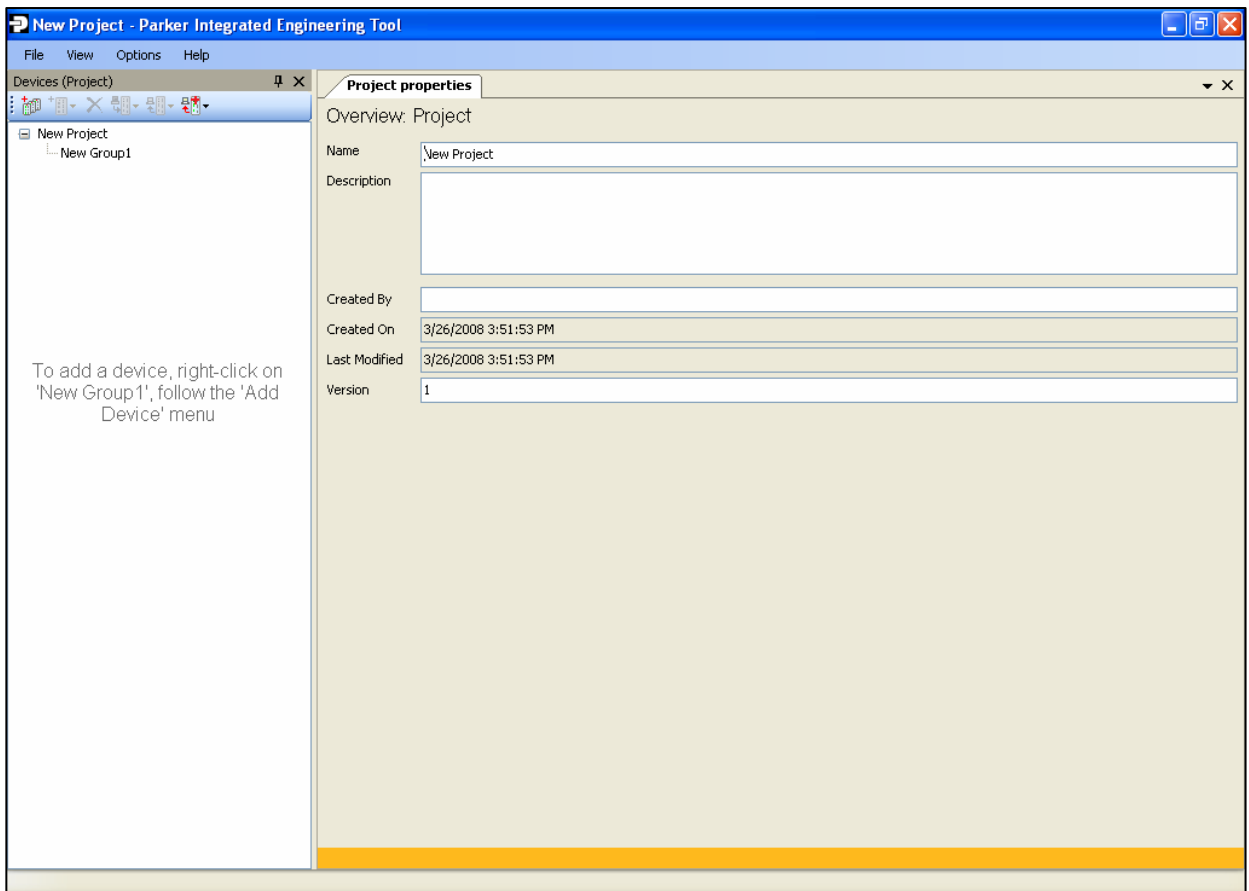 New Project - Parker Integrated Engineering Tool
File View Options Help
Devices (Project)
New Project
New Group1
To add a device, right-click on
'New Group1', follow the 'Add
Device' menu
Project properties
Overview: Project
Name New Project
Description
Created By
Created On 3/26/2008 3:51:53 PM
Last Modified 3/26/2008 3:51:53 PM
Version 1